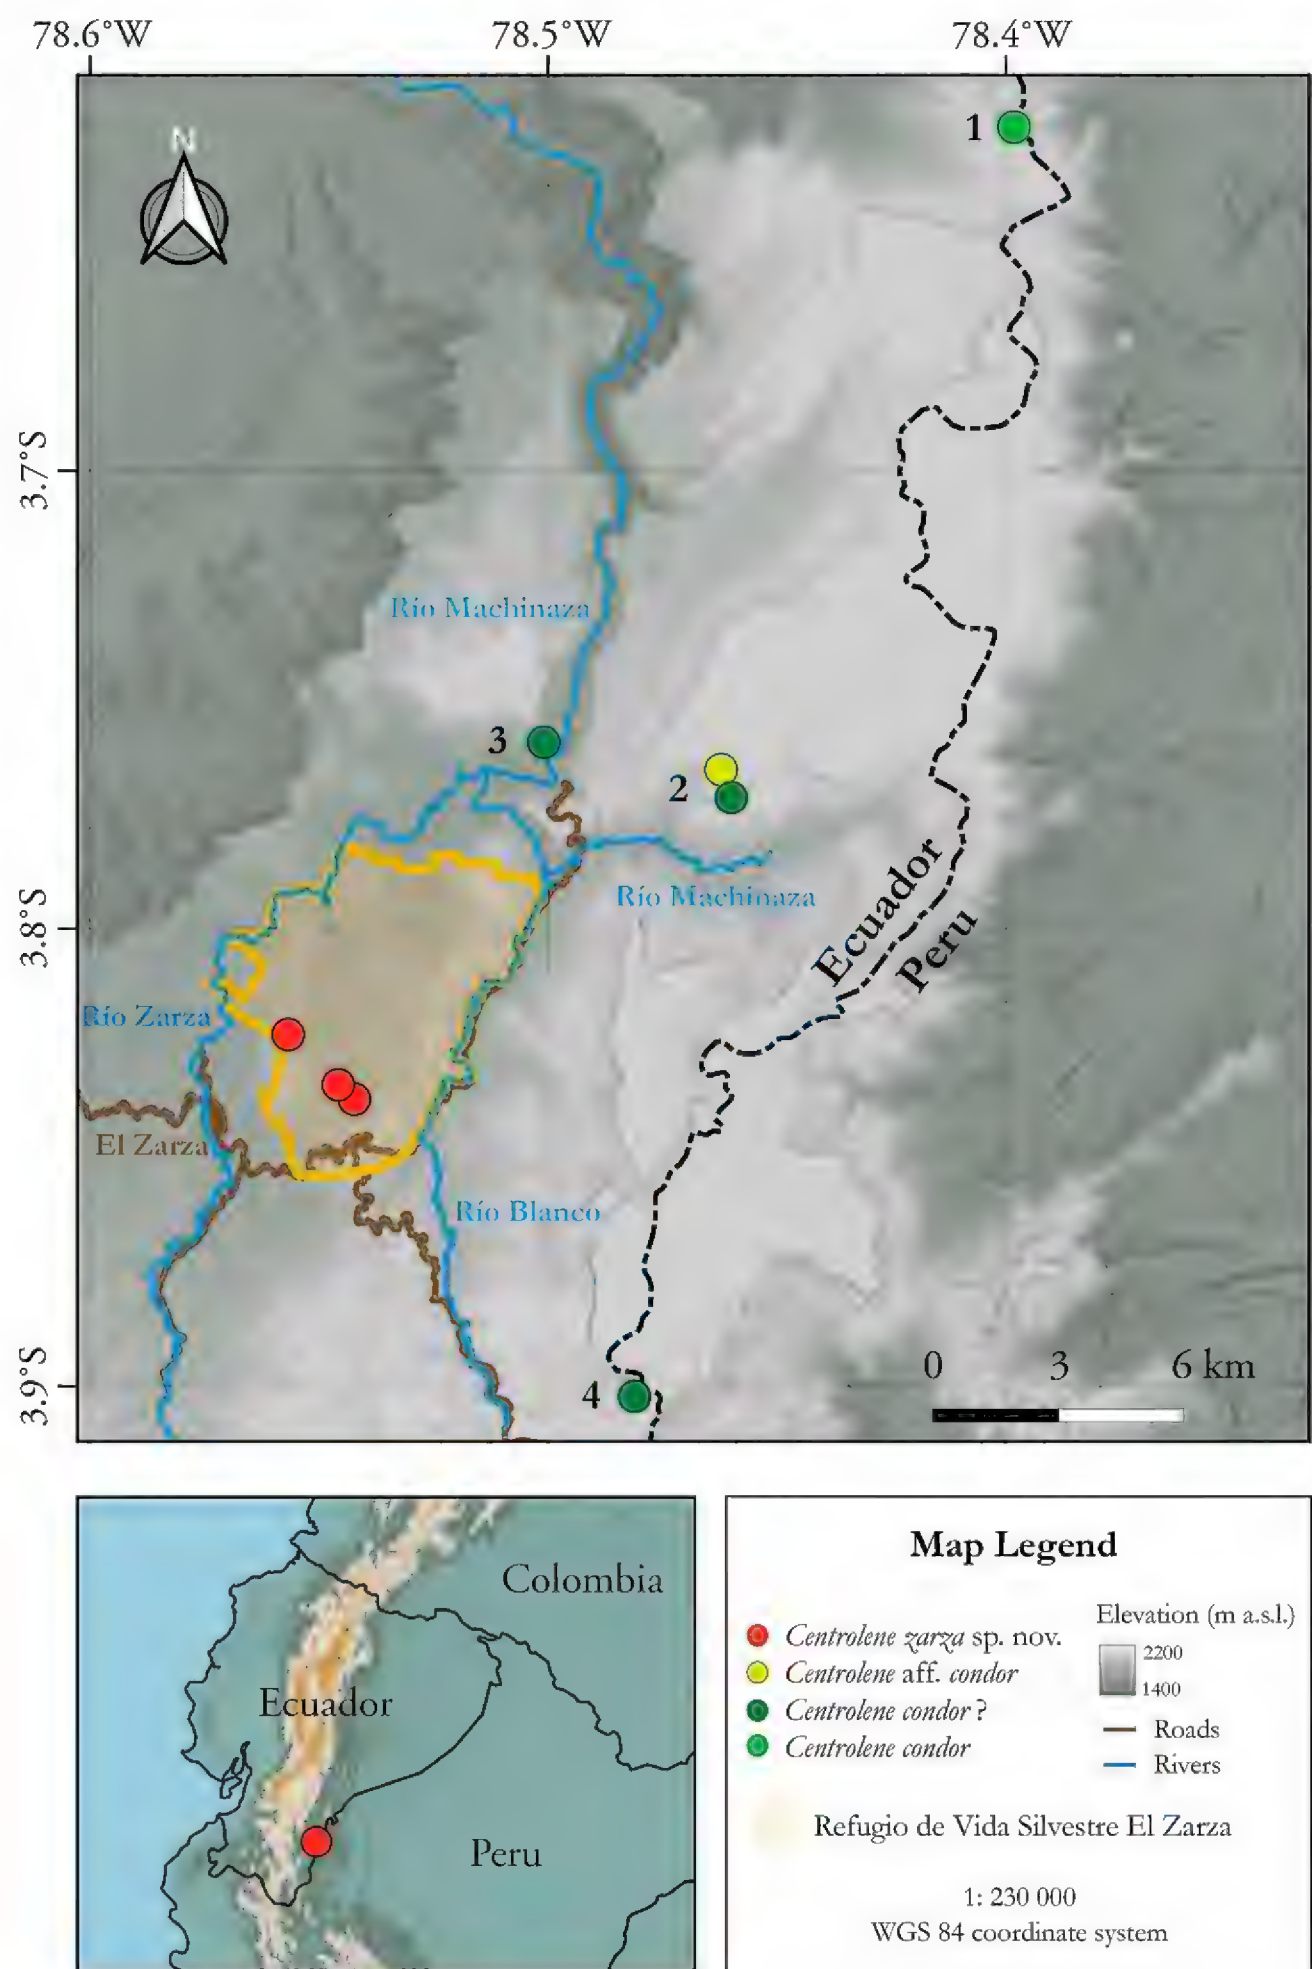 78.6°W 78.5°W 78.4°W
N
1
3.7°S
Río Machinaza
3
2
Río Machinaza
Ecuador
Peru
3.8°S
Río Zarza
El Zarza
Río Blanco
0 3 6 km
3.9°S
4
Colombia
Ecuador
Peru
Map Legend
Centrolene zarza sp. nov.
Centrolene aff. condor
Centrolene condor ?
Centrolene condor
Elevation (m a.s.l.)
2200
1400
Roads
Rivers
Refugio de Vida Silvestre El Zarza
1: 230 000
WGS 84 coordinate system